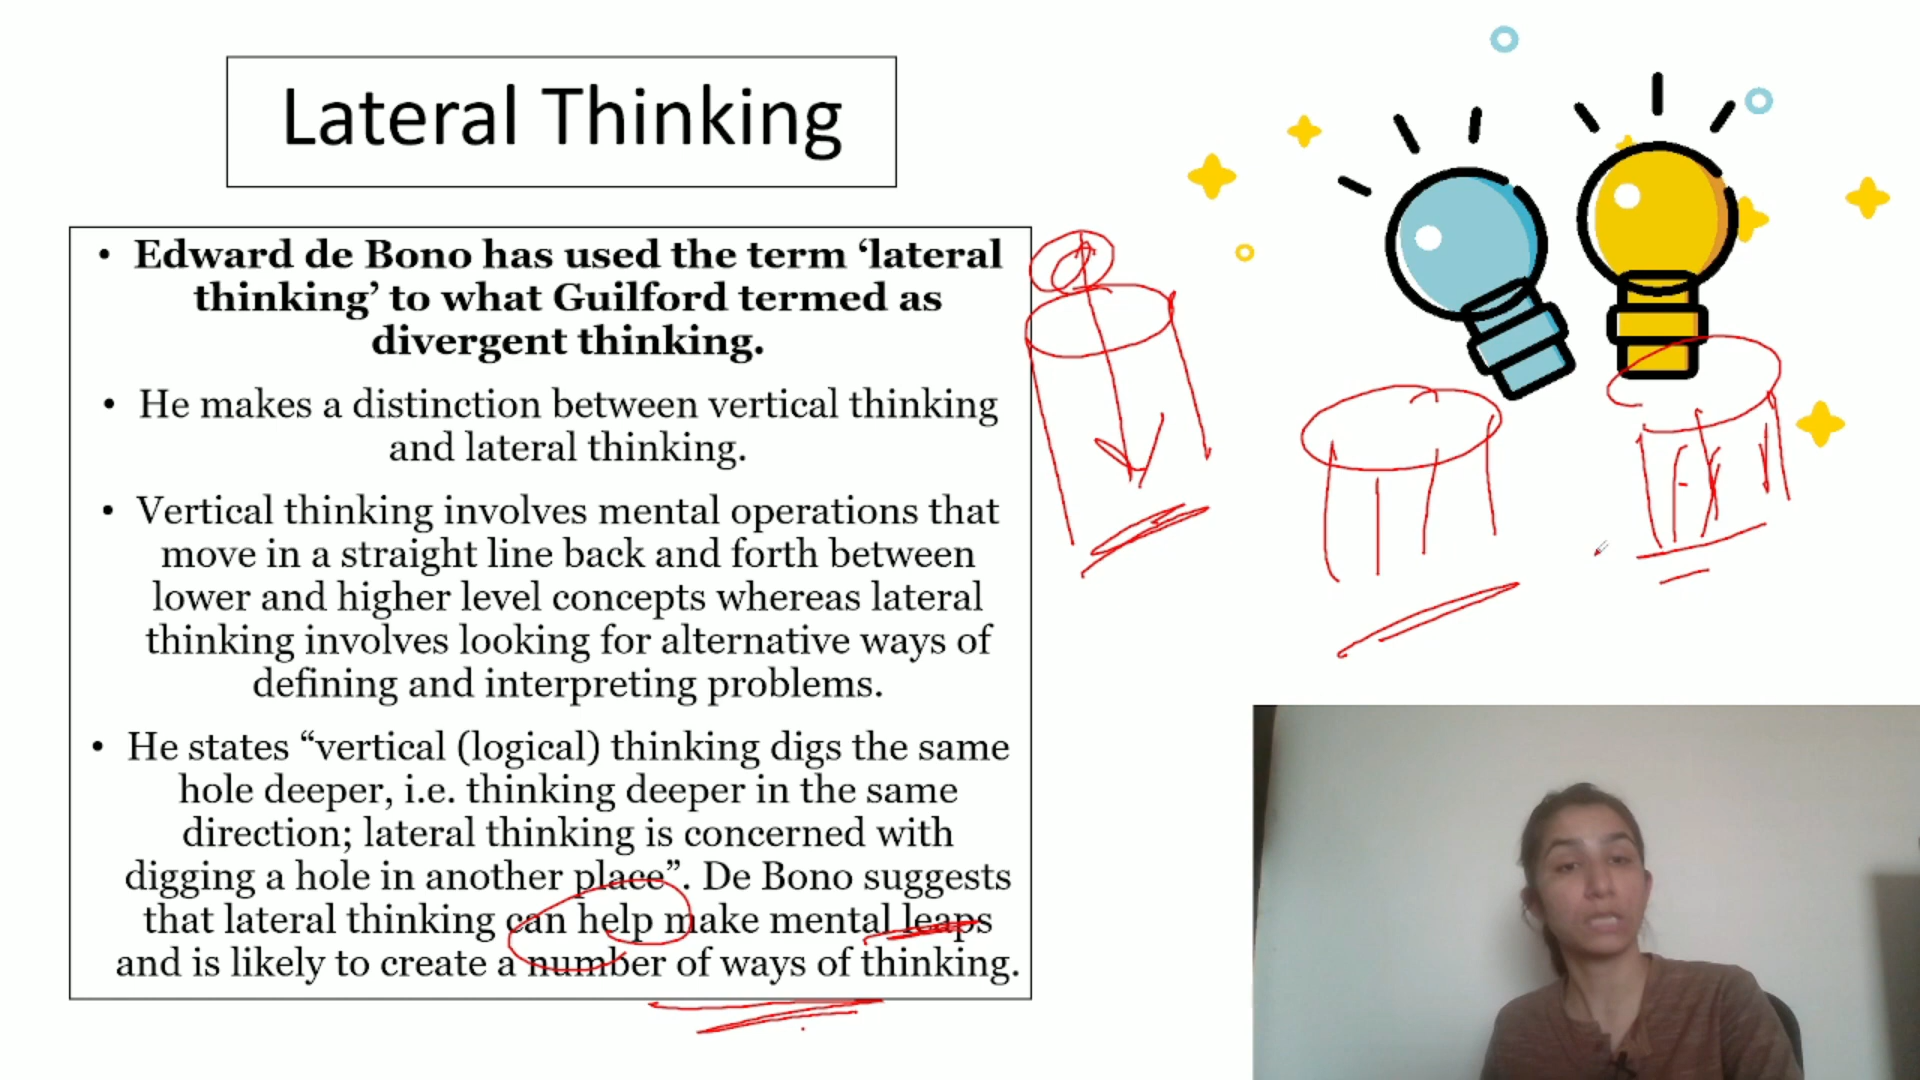 Lateral Thinking
• Edward de Bono has used the term ‘lateral
thinking’ to what Guilford termed as
divergent thinking.
• He makes a distinction between vertical thinking
and lateral thinking.
• Vertical thinking involves mental operations that
move in a straight line back and forth between
lower and higher level concepts whereas lateral
thinking involves looking for alternative ways of
defining and interpreting problems.
• He states “vertical (logical) thinking digs the same
hole deeper, i.e. thinking deeper in the same
direction; lateral thinking is concerned with
digging a hole in another place”. De Bono suggests
that lateral thinking can help make mental leaps
and is likely to create a number of ways of thinking.